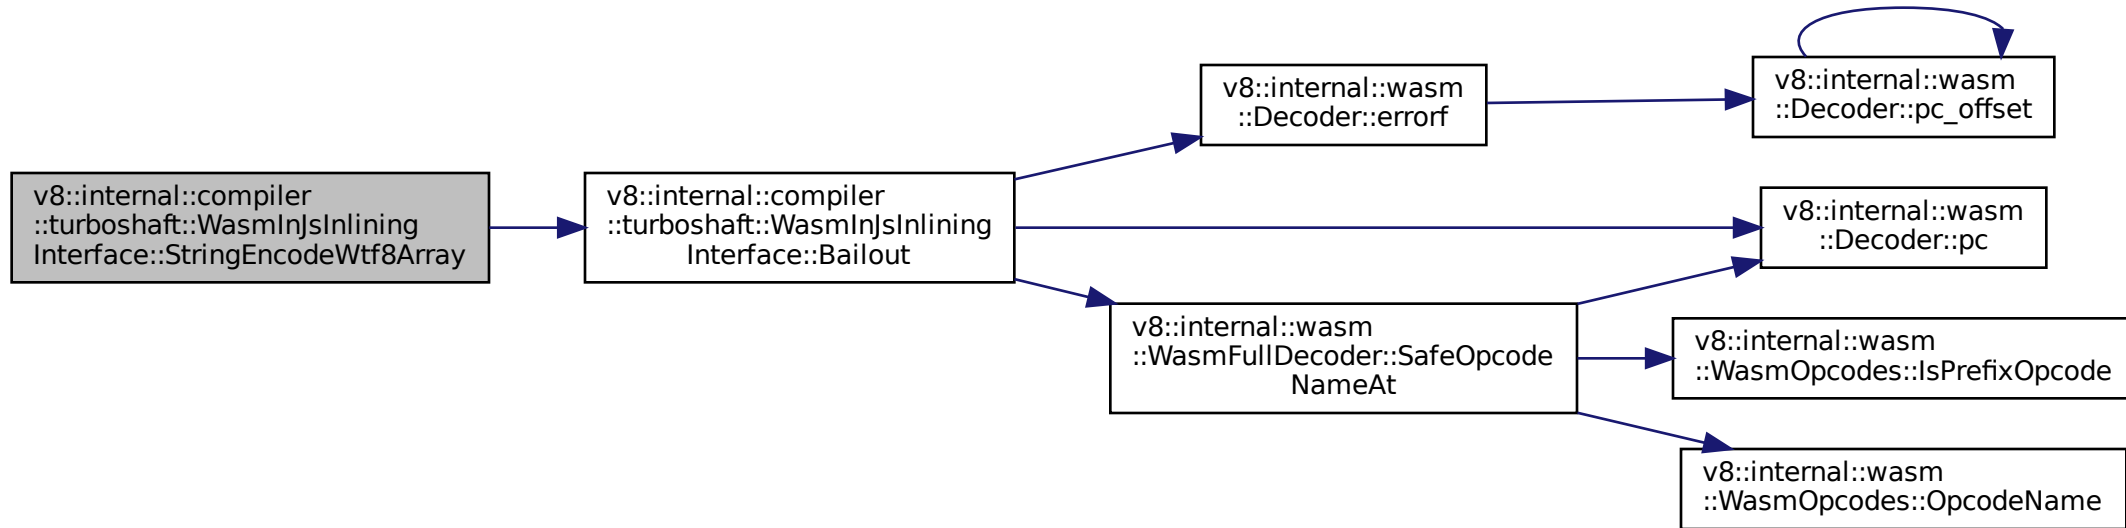 v8::internal::compiler
::turboshaft::WasmInJsInlining
Interface::StringEncodeWtf8Array
v8::internal::compiler
::turboshaft::WasmInJsInlining
Interface::Bailout
v8::internal::wasm
::Decoder::errorf
v8::internal::wasm
::Decoder::pc_offset
v8::internal::wasm
::Decoder::pc
v8::internal::wasm
::WasmFullDecoder::SafeOpcode
NameAt
v8::internal::wasm
::WasmOpcodes::IsPrefixOpcode
v8::internal::wasm
::WasmOpcodes::OpcodeName